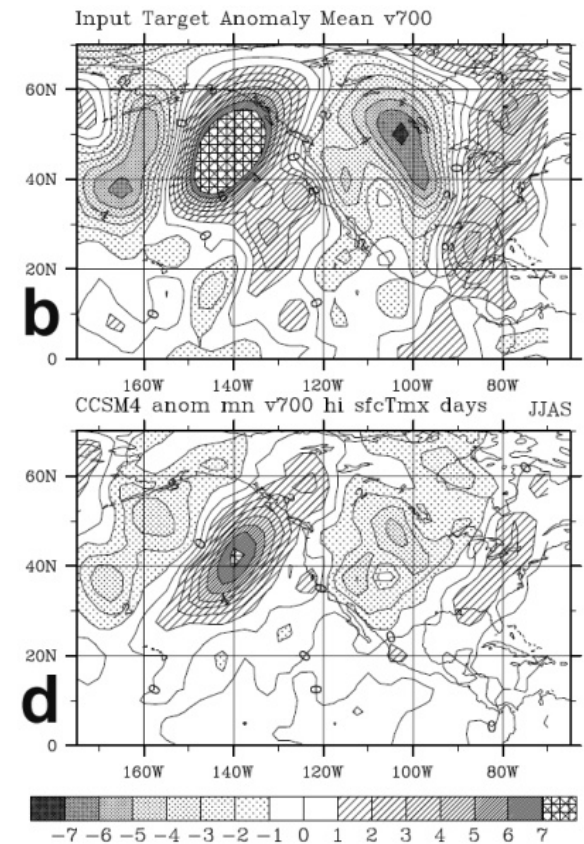 Input Target Anomaly Mean v700
60N
40N
20N
0
b
160W 140W 120W 100W 80W
CCSM4 anom mn v700 hi sfcTmx days JJAS
60N
40N
20N
0
d
160W 140W 120W 100W 80W
-7 -6 -5 -4 -3 -2 -1 0 1 2 3 4 5 6 7